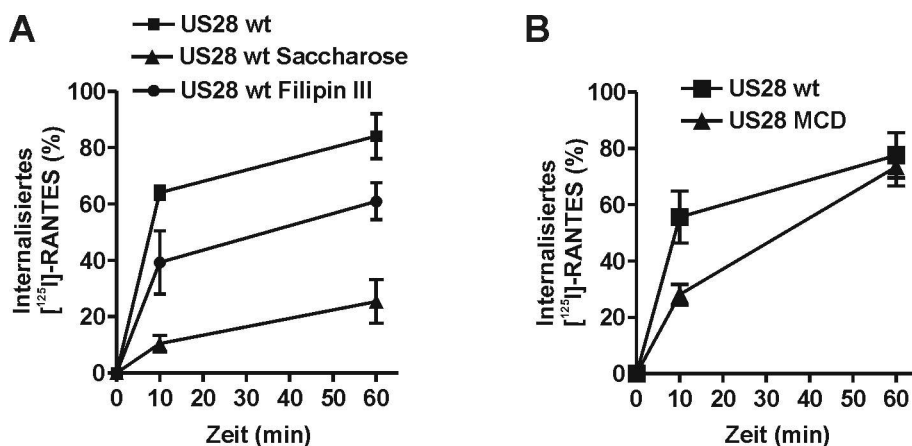 A
US28 wt
US28 wt Saccharose
US28 wt Filipin III
Internalisiertes
[¹²⁵I]-RANTES (%)
100
80
60
40
20
0
0 10 20 30 40 50 60
Zeit (min)
B
US28 wt
US28 MCD
Internalisiertes
[¹²⁵I]-RANTES (%)
100
80
60
40
20
0
0 10 20 30 40 50 60
Zeit (min)